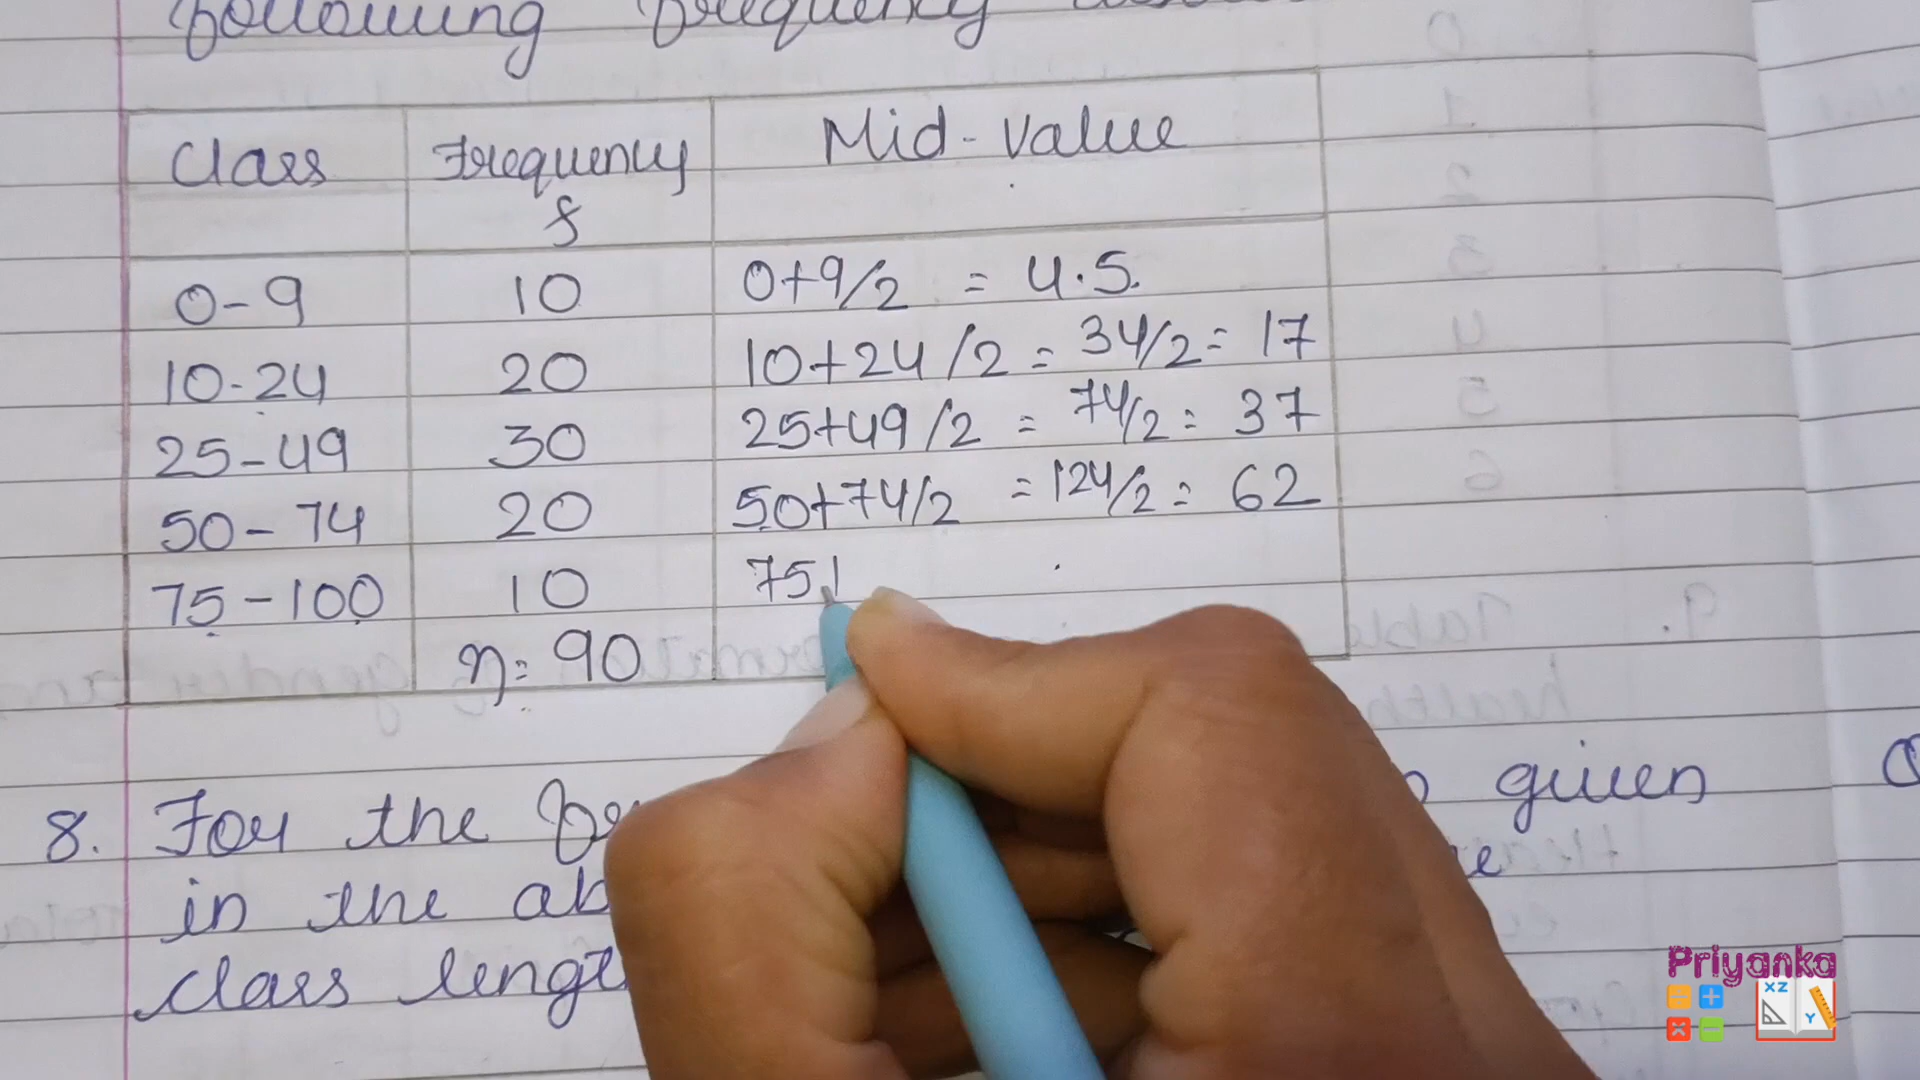 following frequency
Class Frequency f Mid-Value
0-9 10 0+9/2 = 4.5.
10-24 20 10+24/2 = 34/2 = 17
25-49 30 25+49/2 = 74/2 = 37
50-74 20 50+74/2 = 124/2 = 62
75-100 10 75
n = 90
8. For the given
in the
class
Priyanka
XZ
Y